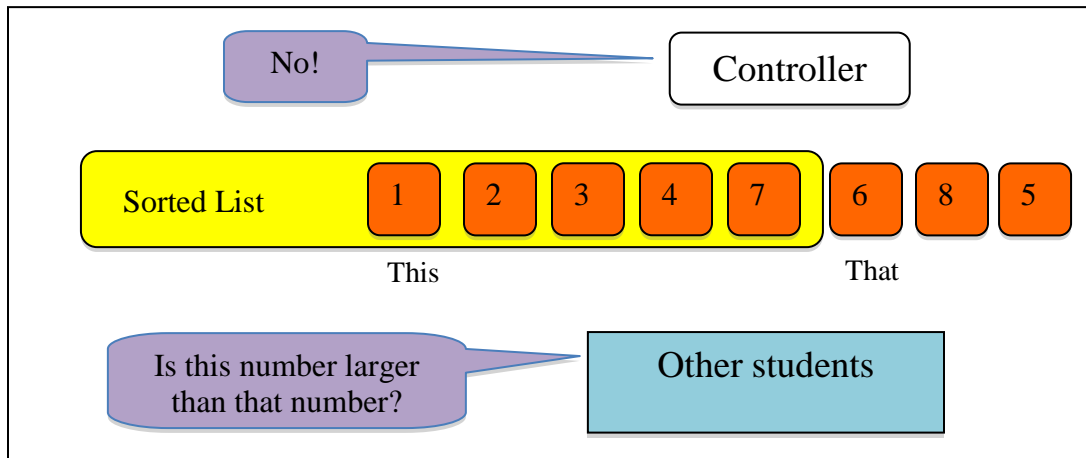 No!
Controller
Sorted List 1 2 3 4 7 6 8 5
This That
Is this number larger
than that number?
Other students